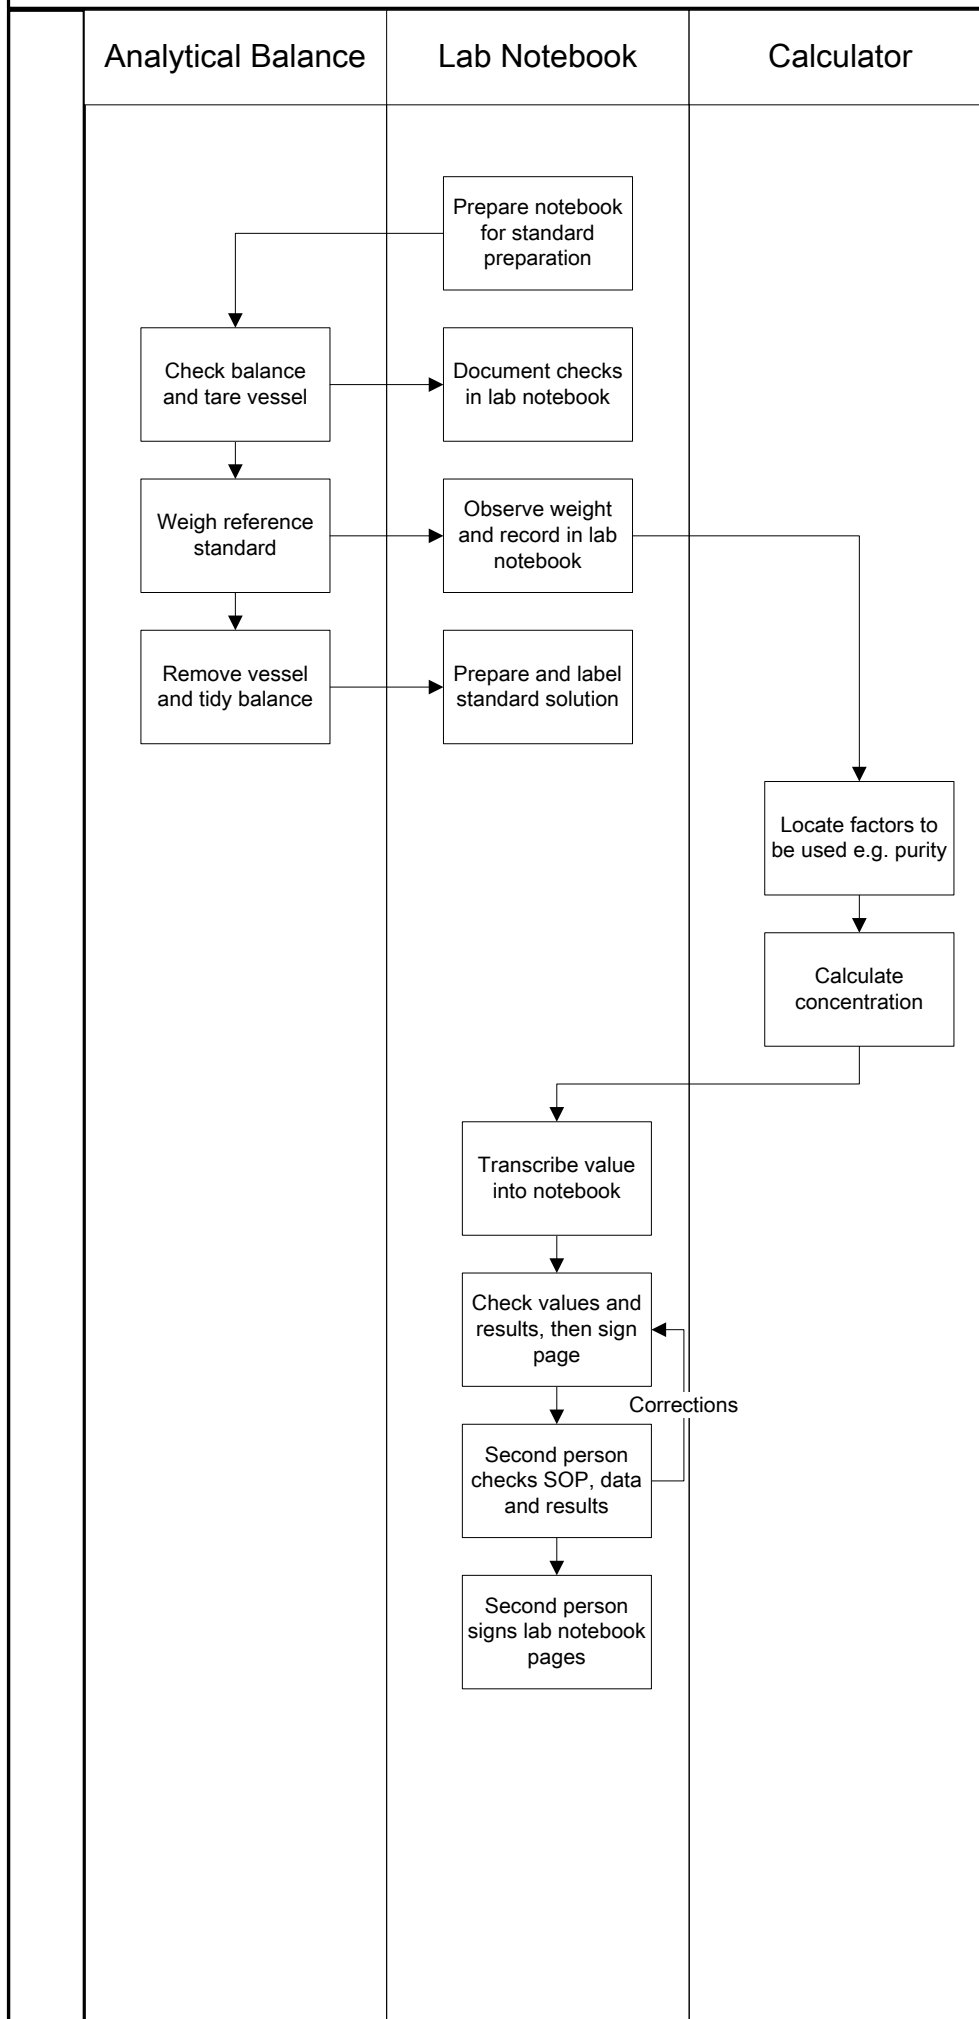 Analytical Balance
Lab Notebook
Calculator
Prepare notebook
for standard
preparation
Check balance
and tare vessel
Document checks
in lab notebook
Weigh reference
standard
Observe weight
and record in lab
notebook
Remove vessel
and tidy balance
Prepare and label
standard solution
Locate factors to
be used e.g. purity
Calculate
concentration
Transcribe value
into notebook
Check values and
results, then sign
page
Corrections
Second person
checks SOP, data
and results
Second person
signs lab notebook
pages